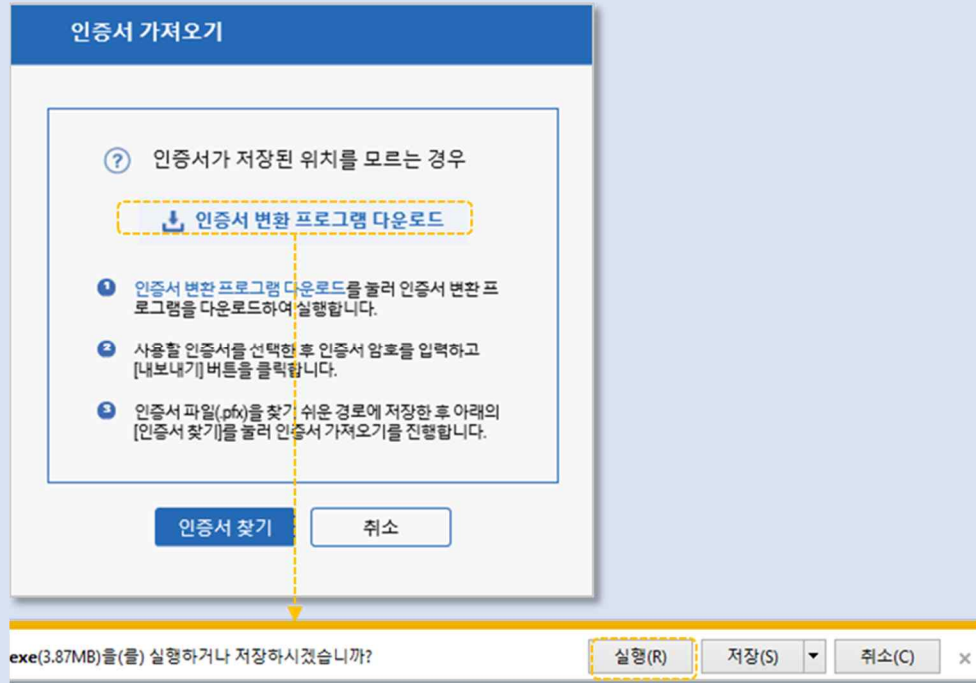 인증서 가져오기
? 인증서가 저장된 위치를 모르는 경우
인증서 변환 프로그램 다운로드
1 인증서 변환 프로그램 다운로드를 눌러 인증서 변환 프
로그램을 다운로드하여 실행합니다.
2 사용할 인증서를 선택한 후 인증서 암호를 입력하고
[내보내기] 버튼을 클릭합니다.
3 인증서 파일(.pfx)을 찾기 쉬운 경로에 저장한 후 아래의
[인증서 찾기]를 눌러 인증서 가져오기를 진행합니다.
인증서 찾기 취소
exe(3.87MB)을(를) 실행하거나 저장하시겠습니까? 실행(R) 저장(S) 취소(C) ×